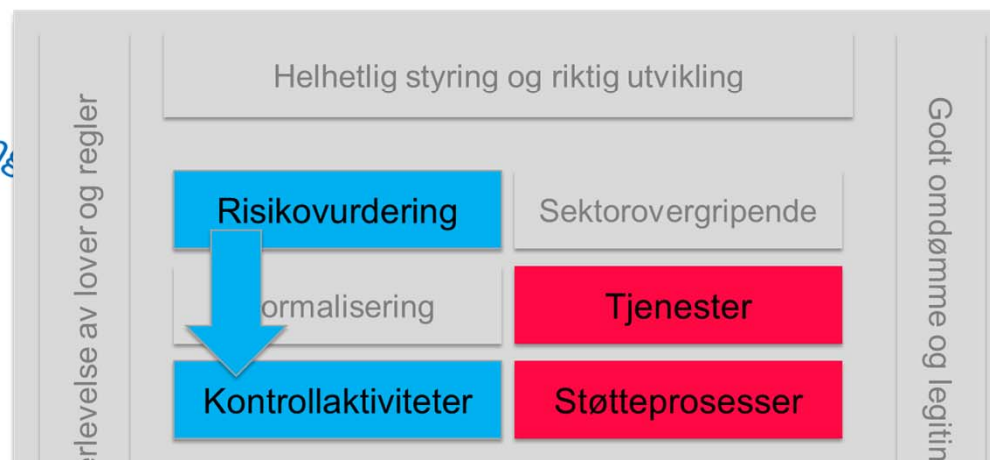 Helhetlig styring og riktig utvikling
Risikovurdering
Sektorovergripende
ormalisering
Tjenester
Kontrollaktiviteter
Støtteprosesser
erlevelse av lover og regler
Godt omdømme og legitim